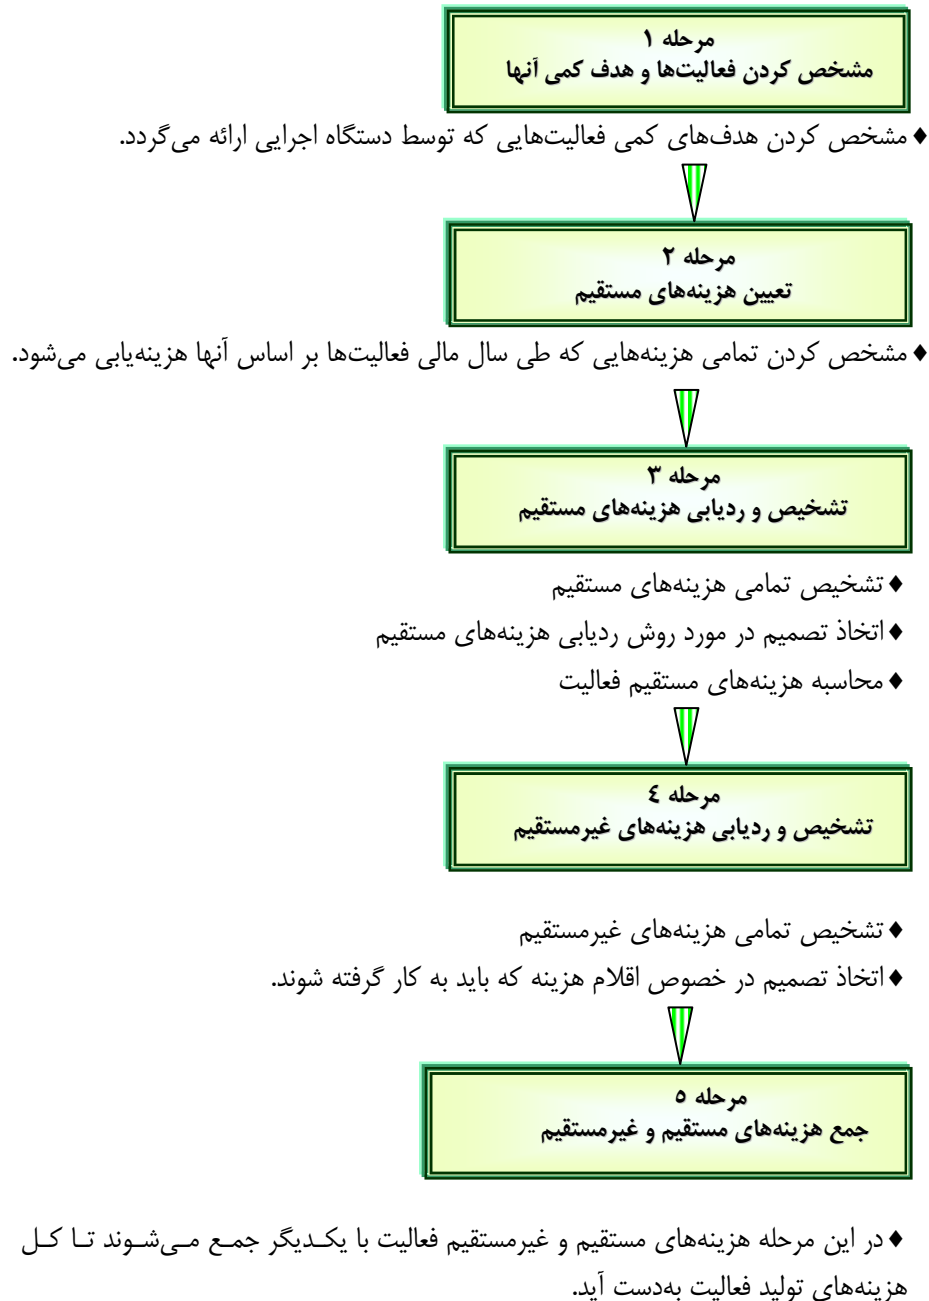 مرحله ۱
مشخص کردن فعالیت‌ها و هدف کمی آنها
♦ مشخص کردن هدف‌های کمی فعالیت‌هایی که توسط دستگاه اجرایی ارائه می‌گردد.
مرحله ۲
تعیین هزینه‌های مستقیم
♦ مشخص کردن تمامی هزینه‌هایی که طی سال مالی فعالیت‌ها بر اساس آنها هزینه‌یابی می‌شود.
مرحله ۳
تشخیص و ردیابی هزینه‌های مستقیم
♦ تشخیص تمامی هزینه‌های مستقیم
♦ اتخاذ تصمیم در مورد روش ردیابی هزینه‌های مستقیم
♦ محاسبه هزینه‌های مستقیم فعالیت
مرحله ٤
تشخیص و ردیابی هزینه‌های غیرمستقیم
♦ تشخیص تمامی هزینه‌های غیرمستقیم
♦ اتخاذ تصمیم در خصوص اقلام هزینه که باید به کار گرفته شوند.
مرحله ٥
جمع هزینه‌های مستقیم و غیرمستقیم
♦ در این مرحله هزینه‌های مستقیم و غیرمستقیم فعالیت با یکـدیگر جمـع مـی‌شـوند تـا کـل
هزینه‌های تولید فعالیت به‌دست آید.